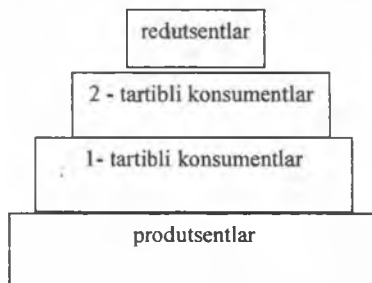 redutsentlar
2 - tartibli konsumentlar
1- tartibli konsumentlar
produtsentlar